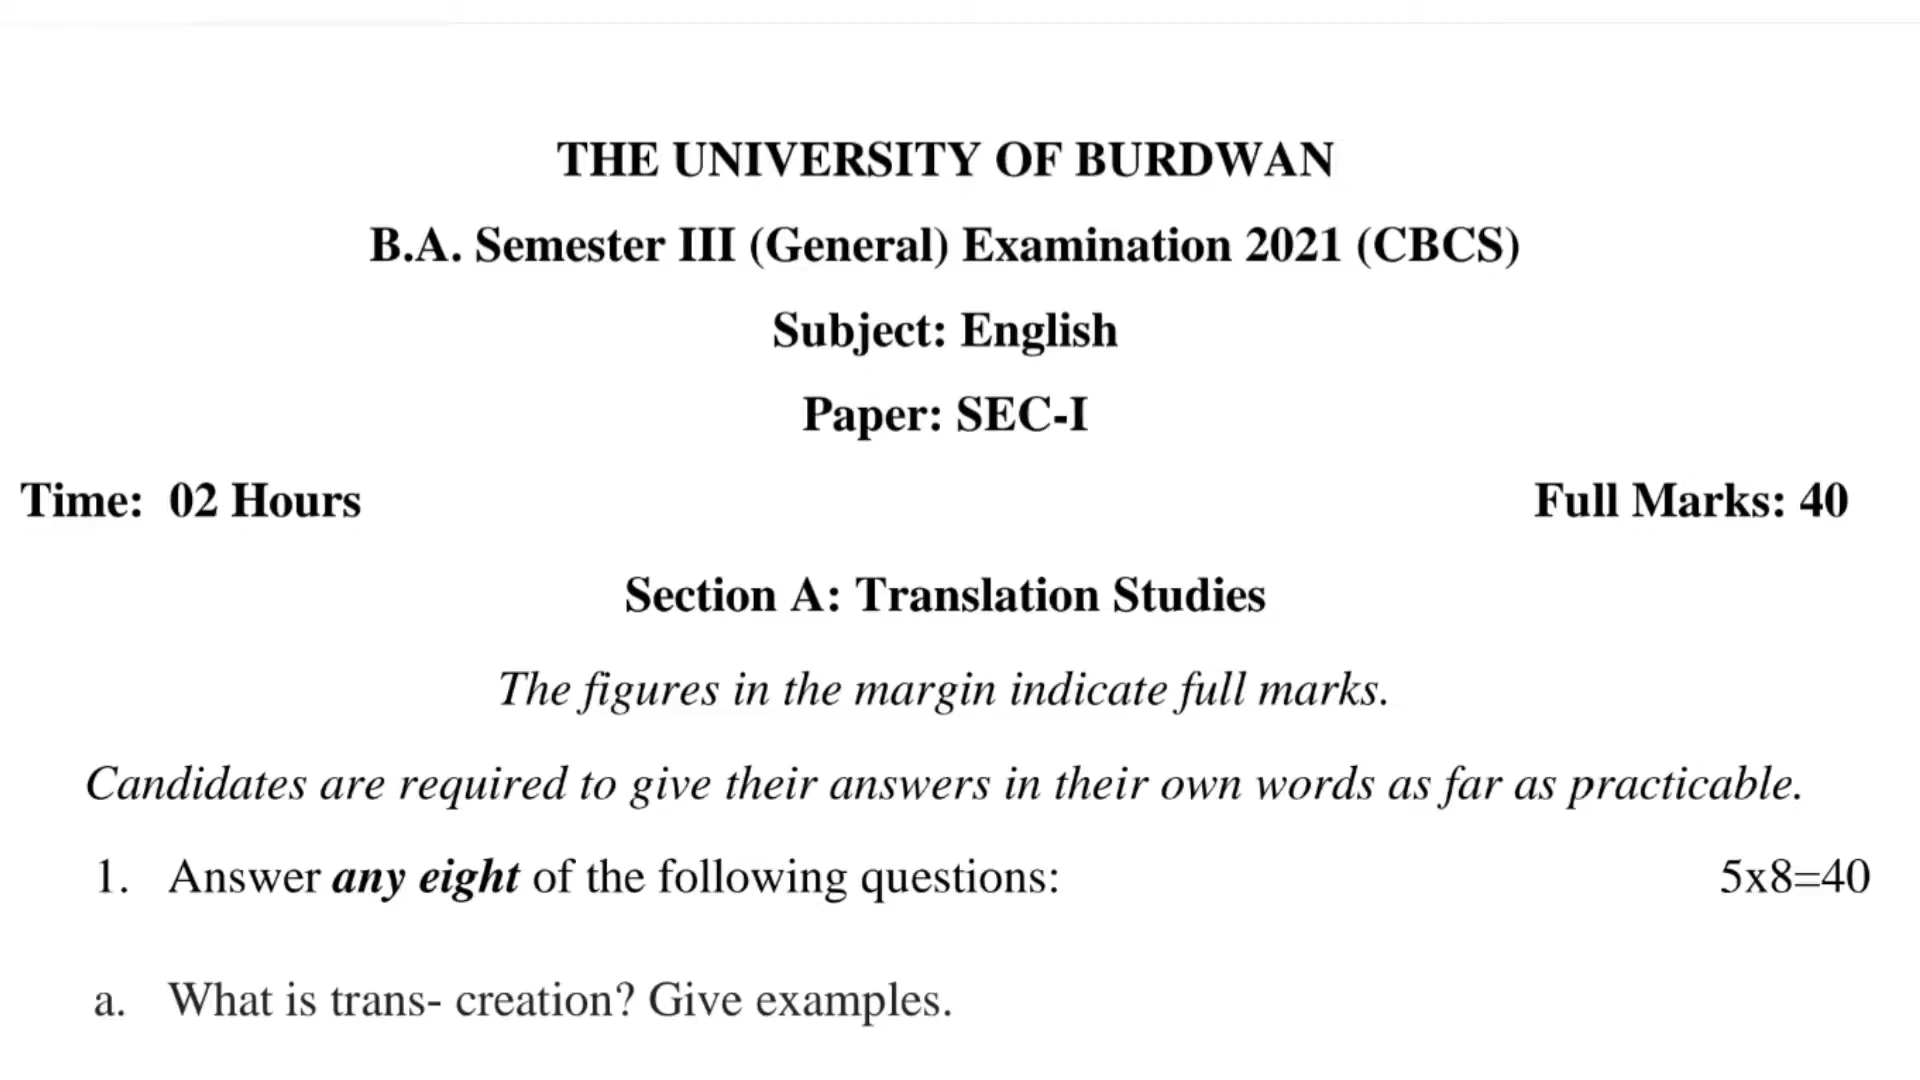 THE UNIVERSITY OF BURDWAN
B.A. Semester III (General) Examination 2021 (CBCS)
Subject: English
Paper: SEC-I
Time: 02 Hours Full Marks: 40
Section A: Translation Studies
The figures in the margin indicate full marks.
Candidates are required to give their answers in their own words as far as practicable.
1. Answer any eight of the following questions: 5x8=40
a. What is trans- creation? Give examples.